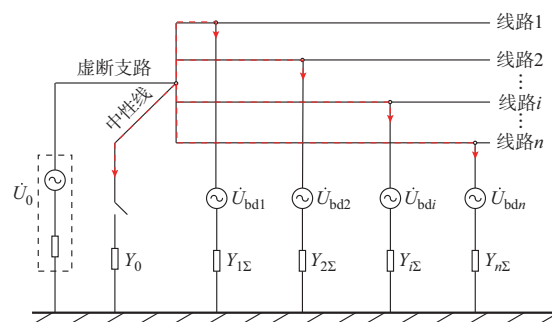 线路1
虚断支路
线路2
…
中性线
线路i
…
线路n
U̇₀
U̇bd1
U̇bd2
U̇bdi
U̇bdn
Y₀
Y1Σ
Y2Σ
YiΣ
YnΣ